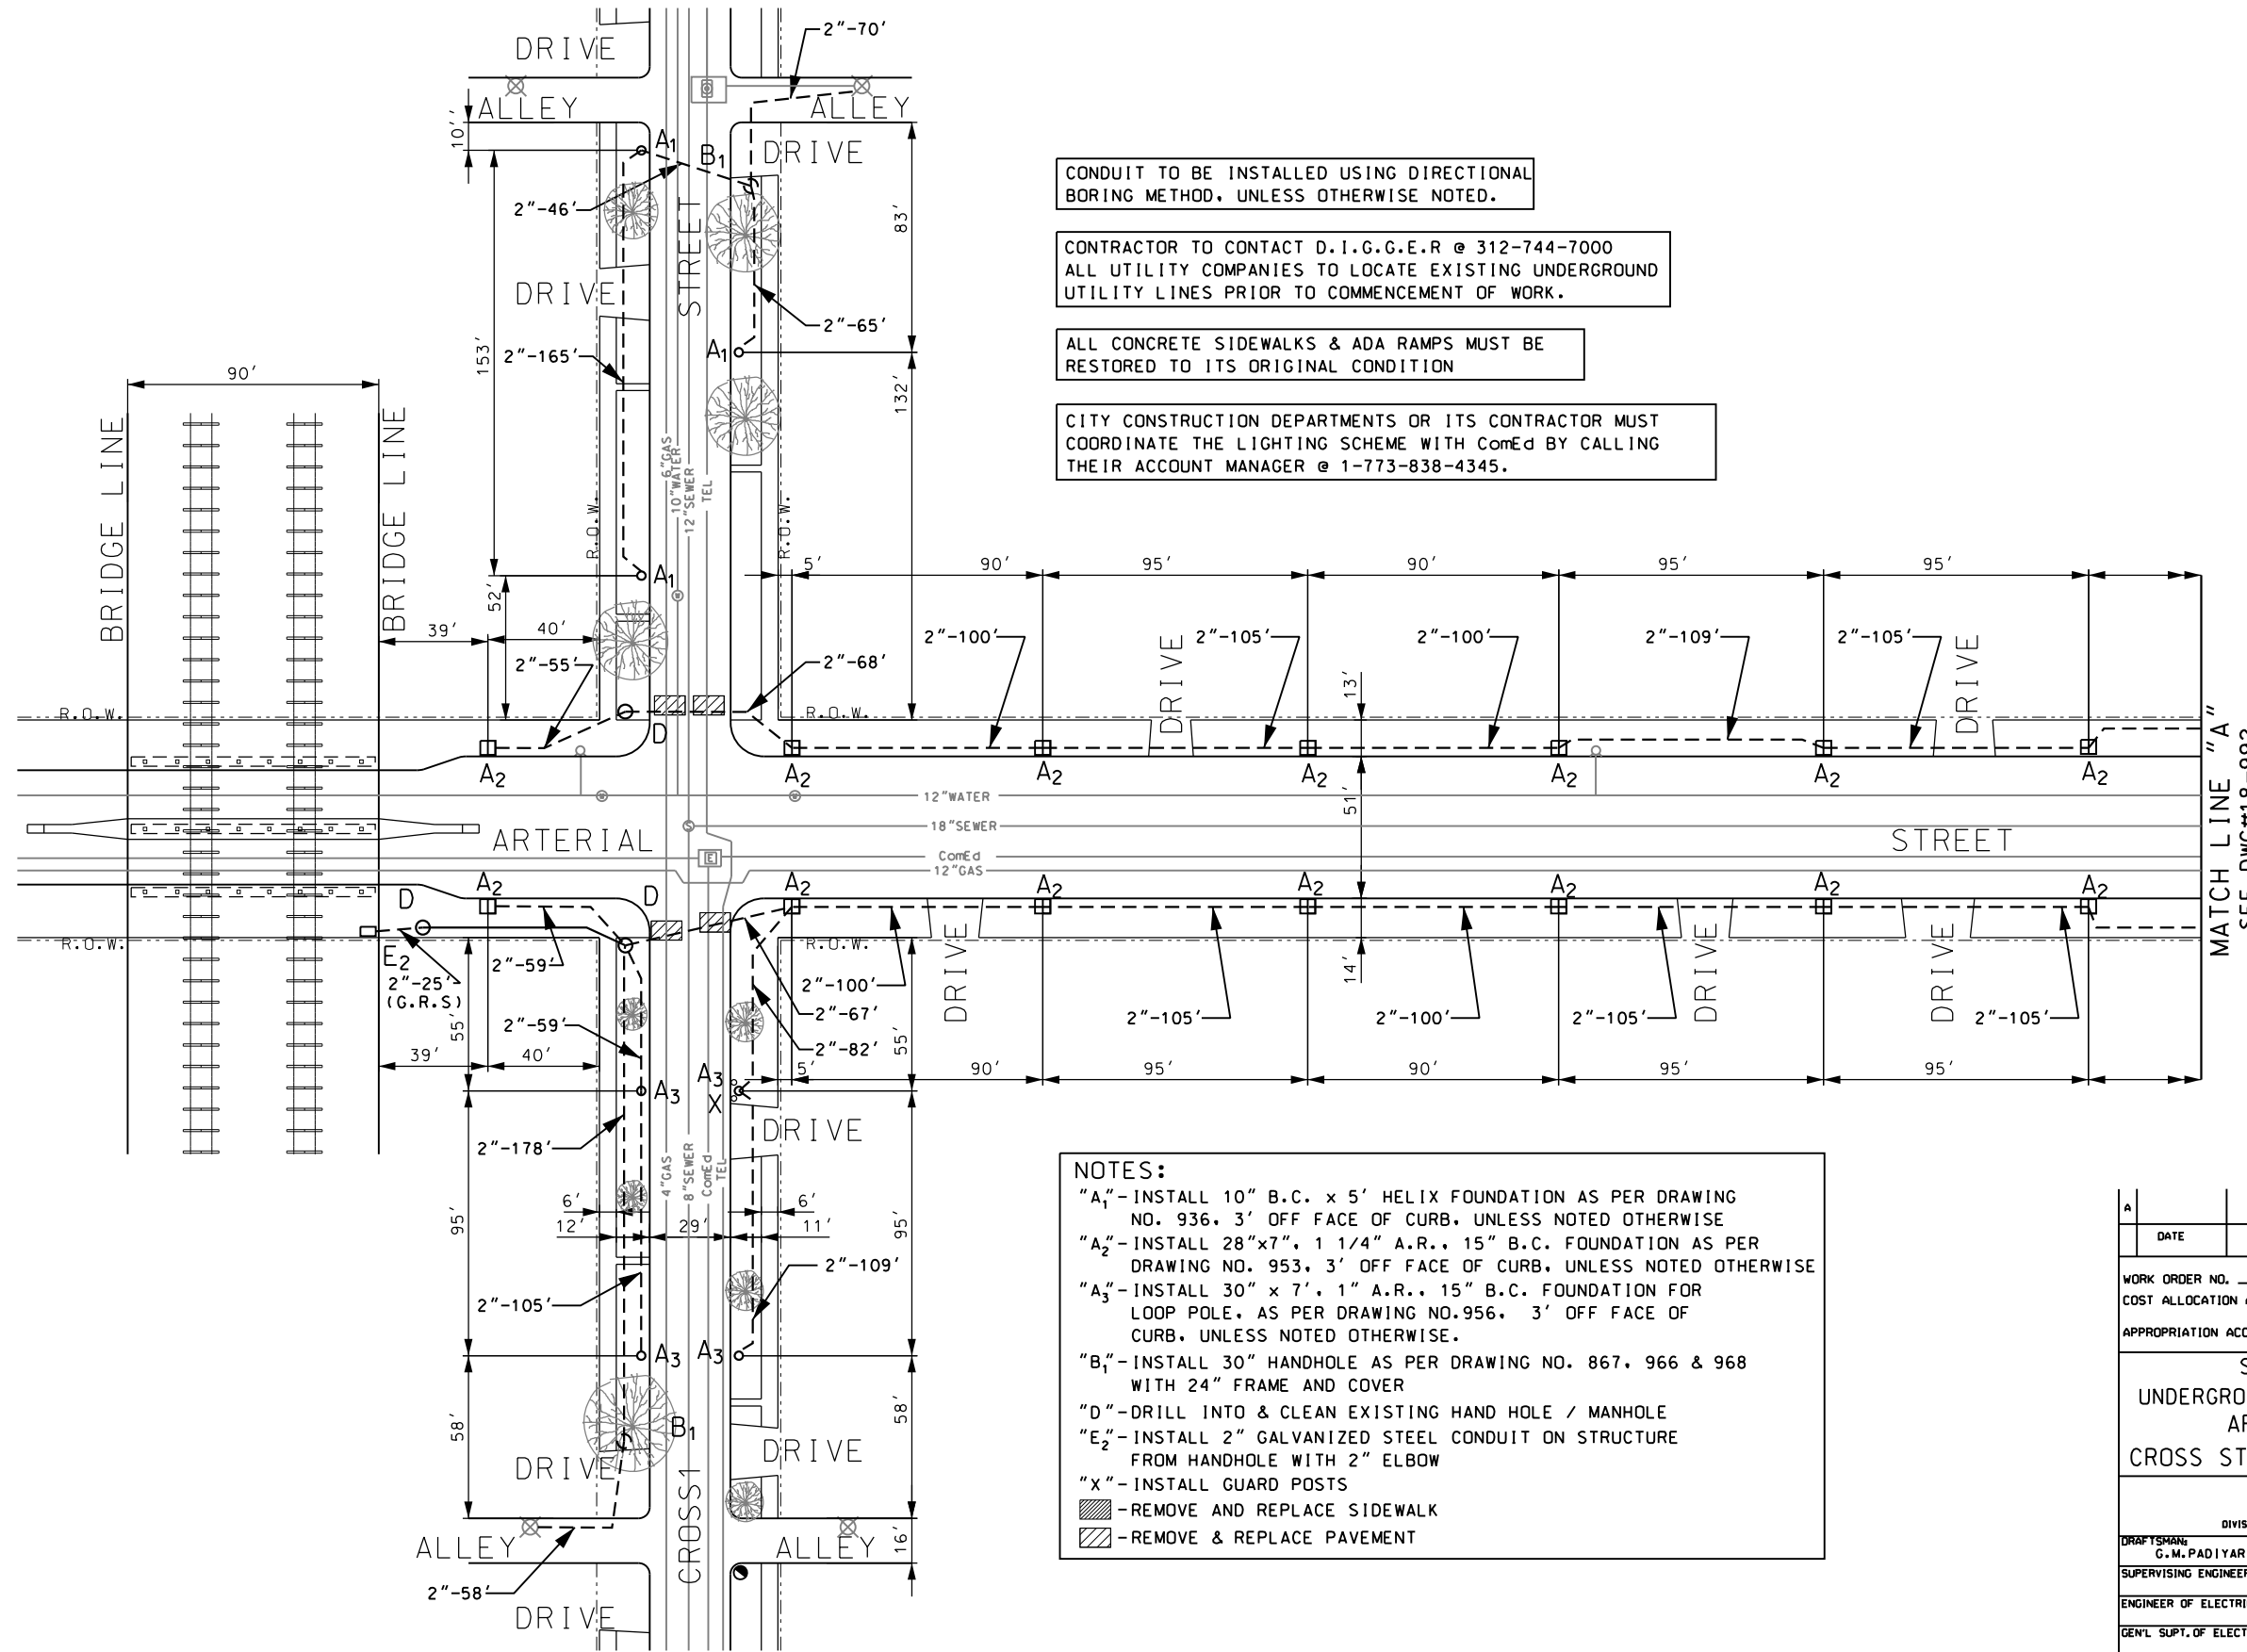 DRIVE
2"-70'
ALLEY
ALLEY
10''
A1
B1
DRIVE
2"-46'
STREET
83'
DRIVE
2"-65'
153'
2"-165'
A1
132'
90'
BRIDGE LINE
BRIDGE LINE
6"GAS
10"WATER
12"SEWER
TEL
R.O.W.
R.O.W.
A1
52'
39'
40'
2"-55'
2"-68'
CONDUIT TO BE INSTALLED USING DIRECTIONAL
BORING METHOD, UNLESS OTHERWISE NOTED.
CONTRACTOR TO CONTACT D.I.G.G.E.R @ 312-744-7000
ALL UTILITY COMPANIES TO LOCATE EXISTING UNDERGROUND
UTILITY LINES PRIOR TO COMMENCEMENT OF WORK.
ALL CONCRETE SIDEWALKS & ADA RAMPS MUST BE
RESTORED TO ITS ORIGINAL CONDITION
CITY CONSTRUCTION DEPARTMENTS OR ITS CONTRACTOR MUST
COORDINATE THE LIGHTING SCHEME WITH ComEd BY CALLING
THEIR ACCOUNT MANAGER @ 1-773-838-4345.
5'
90'
95'
90'
95'
95'
2"-100'
DRIVE
2"-105'
2"-100'
2"-109'
2"-105'
DRIVE
13'
R.O.W.
R.O.W.
D
A2
A2
A2
A2
A2
A2
A2
12"WATER
51'
18"SEWER
ARTERIAL
STREET
ComEd
12"GAS
MATCH LINE "A"
SEE DWG#18-992
W
W
W
S
E
D
A2
D
A2
A2
A2
A2
A2
A2
R.O.W.
R.O.W.
E2
2"-25'
(G.R.S)
2"-59'
2"-100'
DRIVE
14'
DRIVE
DRIVE
2"-67'
2"-105'
2"-100'
2"-105'
2"-105'
55'
2"-59'
2"-82'
55'
39'
40'
5'
90'
95'
90'
95'
95'
A3
A3
X
DRIVE
2"-178'
4"GAS
8"SEWER
ComEd
TEL
6'
12'
29'
6'
11'
95'
95'
2"-109'
2"-105'
A3
A3
B1
58'
58'
DRIVE
DRIVE
CROSS1
ALLEY
ALLEY
16'
2"-58'
DRIVE
NOTES:
"A1"-INSTALL 10" B.C. x 5' HELIX FOUNDATION AS PER DRAWING
NO. 936, 3' OFF FACE OF CURB, UNLESS NOTED OTHERWISE
"A2"-INSTALL 28"x7", 1 1/4" A.R., 15" B.C. FOUNDATION AS PER
DRAWING NO. 953, 3' OFF FACE OF CURB, UNLESS NOTED OTHERWISE
"A3"-INSTALL 30" x 7', 1" A.R., 15" B.C. FOUNDATION FOR
LOOP POLE, AS PER DRAWING NO.956, 3' OFF FACE OF
CURB, UNLESS NOTED OTHERWISE.
"B1"-INSTALL 30" HANDHOLE AS PER DRAWING NO. 867, 966 & 968
WITH 24" FRAME AND COVER
"D"-DRILL INTO & CLEAN EXISTING HAND HOLE / MANHOLE
"E2"-INSTALL 2" GALVANIZED STEEL CONDUIT ON STRUCTURE
FROM HANDHOLE WITH 2" ELBOW
"X"-INSTALL GUARD POSTS
-REMOVE AND REPLACE SIDEWALK
-REMOVE & REPLACE PAVEMENT
A
DATE
WORK ORDER NO.
COST ALLOCATION
APPROPRIATION ACC
S
UNDERGRO
AR
CROSS ST
DIVIS
DRAFTSMAN:
G.M.PADIYAR
SUPERVISING ENGINEER
ENGINEER OF ELECTRI
GEN'L SUPT.OF ELECT